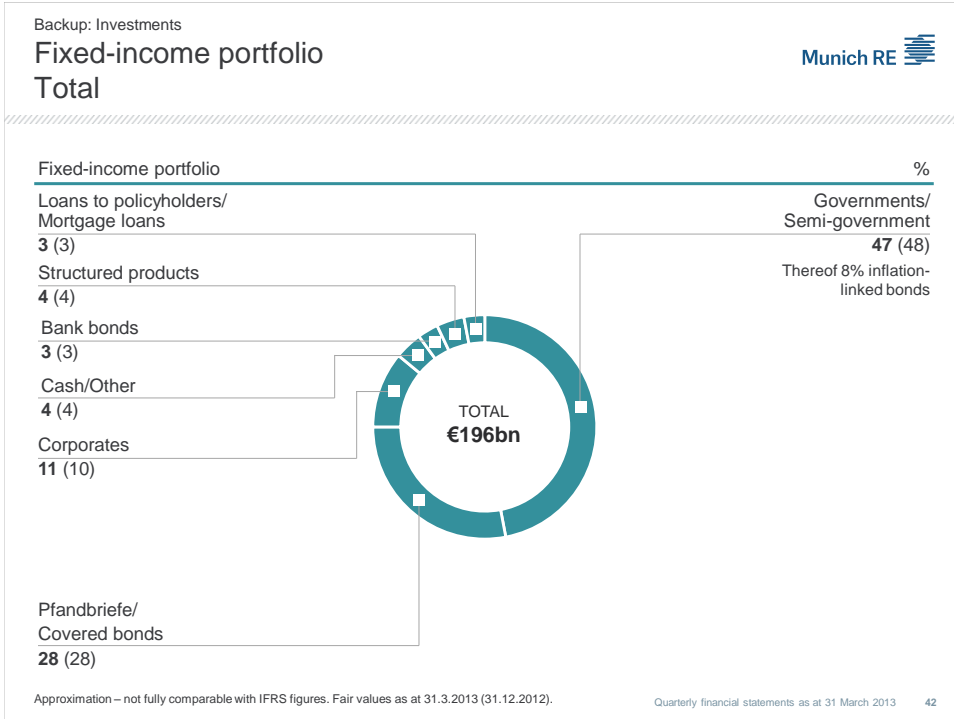 Backup: Investments
Fixed-income portfolio
Total
Munich RE
Fixed-income portfolio %
Loans to policyholders/
Mortgage loans
3 (3)
Structured products
4 (4)
Bank bonds
3 (3)
Cash/Other
4 (4)
Corporates
11 (10)
Pfandbriefe/
Covered bonds
28 (28)
Governments/
Semi-government
47 (48)
Thereof 8% inflation-
linked bonds
TOTAL
€196bn
Approximation – not fully comparable with IFRS figures. Fair values as at 31.3.2013 (31.12.2012).
Quarterly financial statements as at 31 March 2013 42